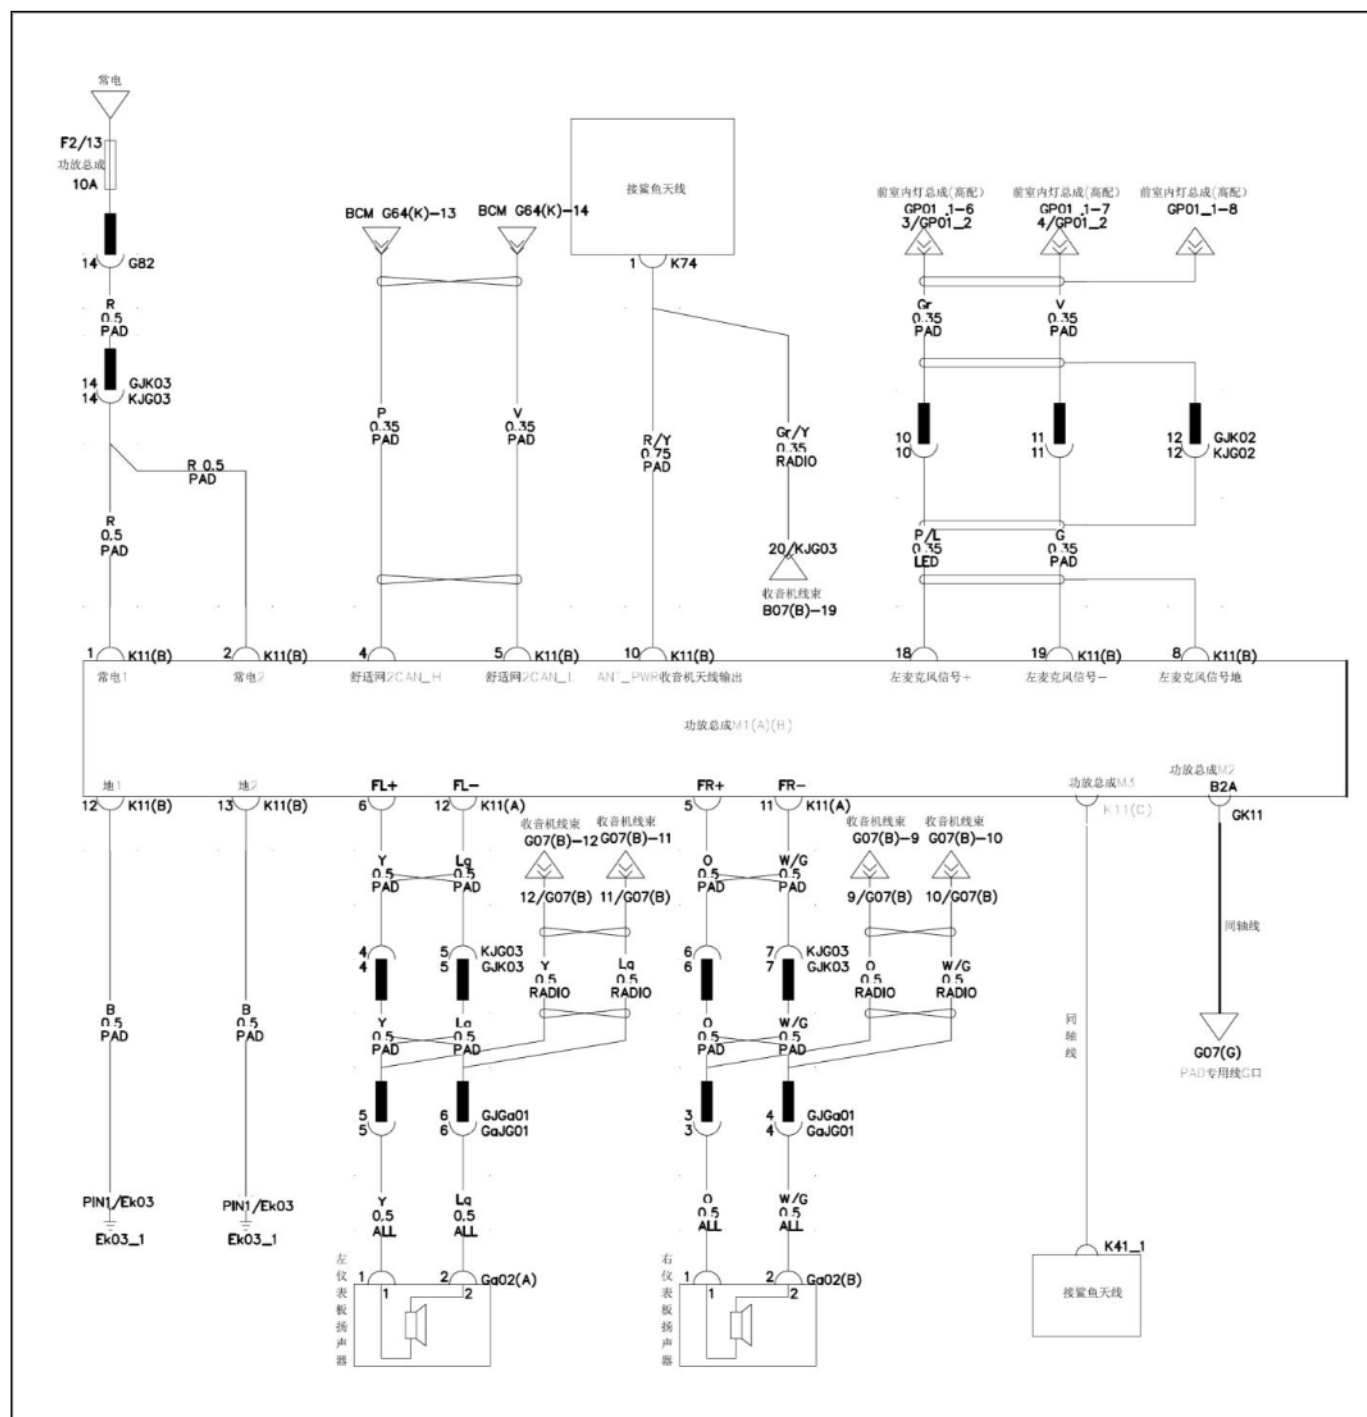 常电
F2/13
功放总成
10A
14 G82
R
0.5
PAD
14 GJK03
14 KJG03
R 0.5
PAD
R
0.5
PAD
BCM G64(K)-13
BCM G64(K)-14
P
0.35
PAD
V
0.35
PAD
接鲨鱼天线
1 K74
R/Y
0.75
PAD
Gr/Y
0.35
RADIO
20/KJG03
收音机线束
B07(B)-19
前室内灯总成(高配)
GP01_1-6
3/GP01_2
前室内灯总成(高配)
GP01_1-7
4/GP01_2
前室内灯总成(高配)
GP01_1-8
Gr
0.35
PAD
V
0.35
PAD
10
10
11
11
12 GJK02
12 KJG02
P/L
0.35
LED
G
0.35
PAD
1 K11(B)
2 K11(B)
4
5 K11(B)
10 K11(B)
18
19 K11(B)
8 K11(B)
常电1
常电2
舒适网2CAN_H
舒适网2CAN_L
ANT_PWR收音机天线输出
左麦克风信号+
左麦克风信号-
左麦克风信号地
功放总成M1(A)(B)
地1
地2
FL+
FL-
FR+
FR-
功放总成M3
功放总成M2
B2A
12 K11(B)
13 K11(B)
6
12 K11(A)
5
11 K11(A)
K11(C)
GK11
收音机线束
G07(B)-12
收音机线束
G07(B)-11
收音机线束
G07(B)-9
收音机线束
G07(B)-10
Y
0.5
PAD
Lg
0.5
PAD
12/G07(B)
11/G07(B)
O
0.5
PAD
W/G
0.5
PAD
9/G07(B)
10/G07(B)
同轴线
4
4
5 KJG03
5 GJK03
6
6
7 KJG03
7 GJK03
Y
0.5
RADIO
Lg
0.5
RADIO
O
0.5
RADIO
W/G
0.5
RADIO
B
0.5
PAD
B
0.5
PAD
Y
0.5
PAD
Lg
0.5
PAD
O
0.5
PAD
W/G
0.5
PAD
同轴线
G07(G)
PAD专用线G口
5
5
6 GJGa01
6 GaJG01
3
3
4 GJGa01
4 GaJG01
PIN1/Ek03
Ek03_1
PIN1/Ek03
Ek03_1
Y
0.5
ALL
Lg
0.5
ALL
O
0.5
ALL
W/G
0.5
ALL
左仪表板扬声器
1
2 Ga02(A)
1
2
右仪表板扬声器
1
2 Ga02(B)
1
2
K41_1
接鲨鱼天线